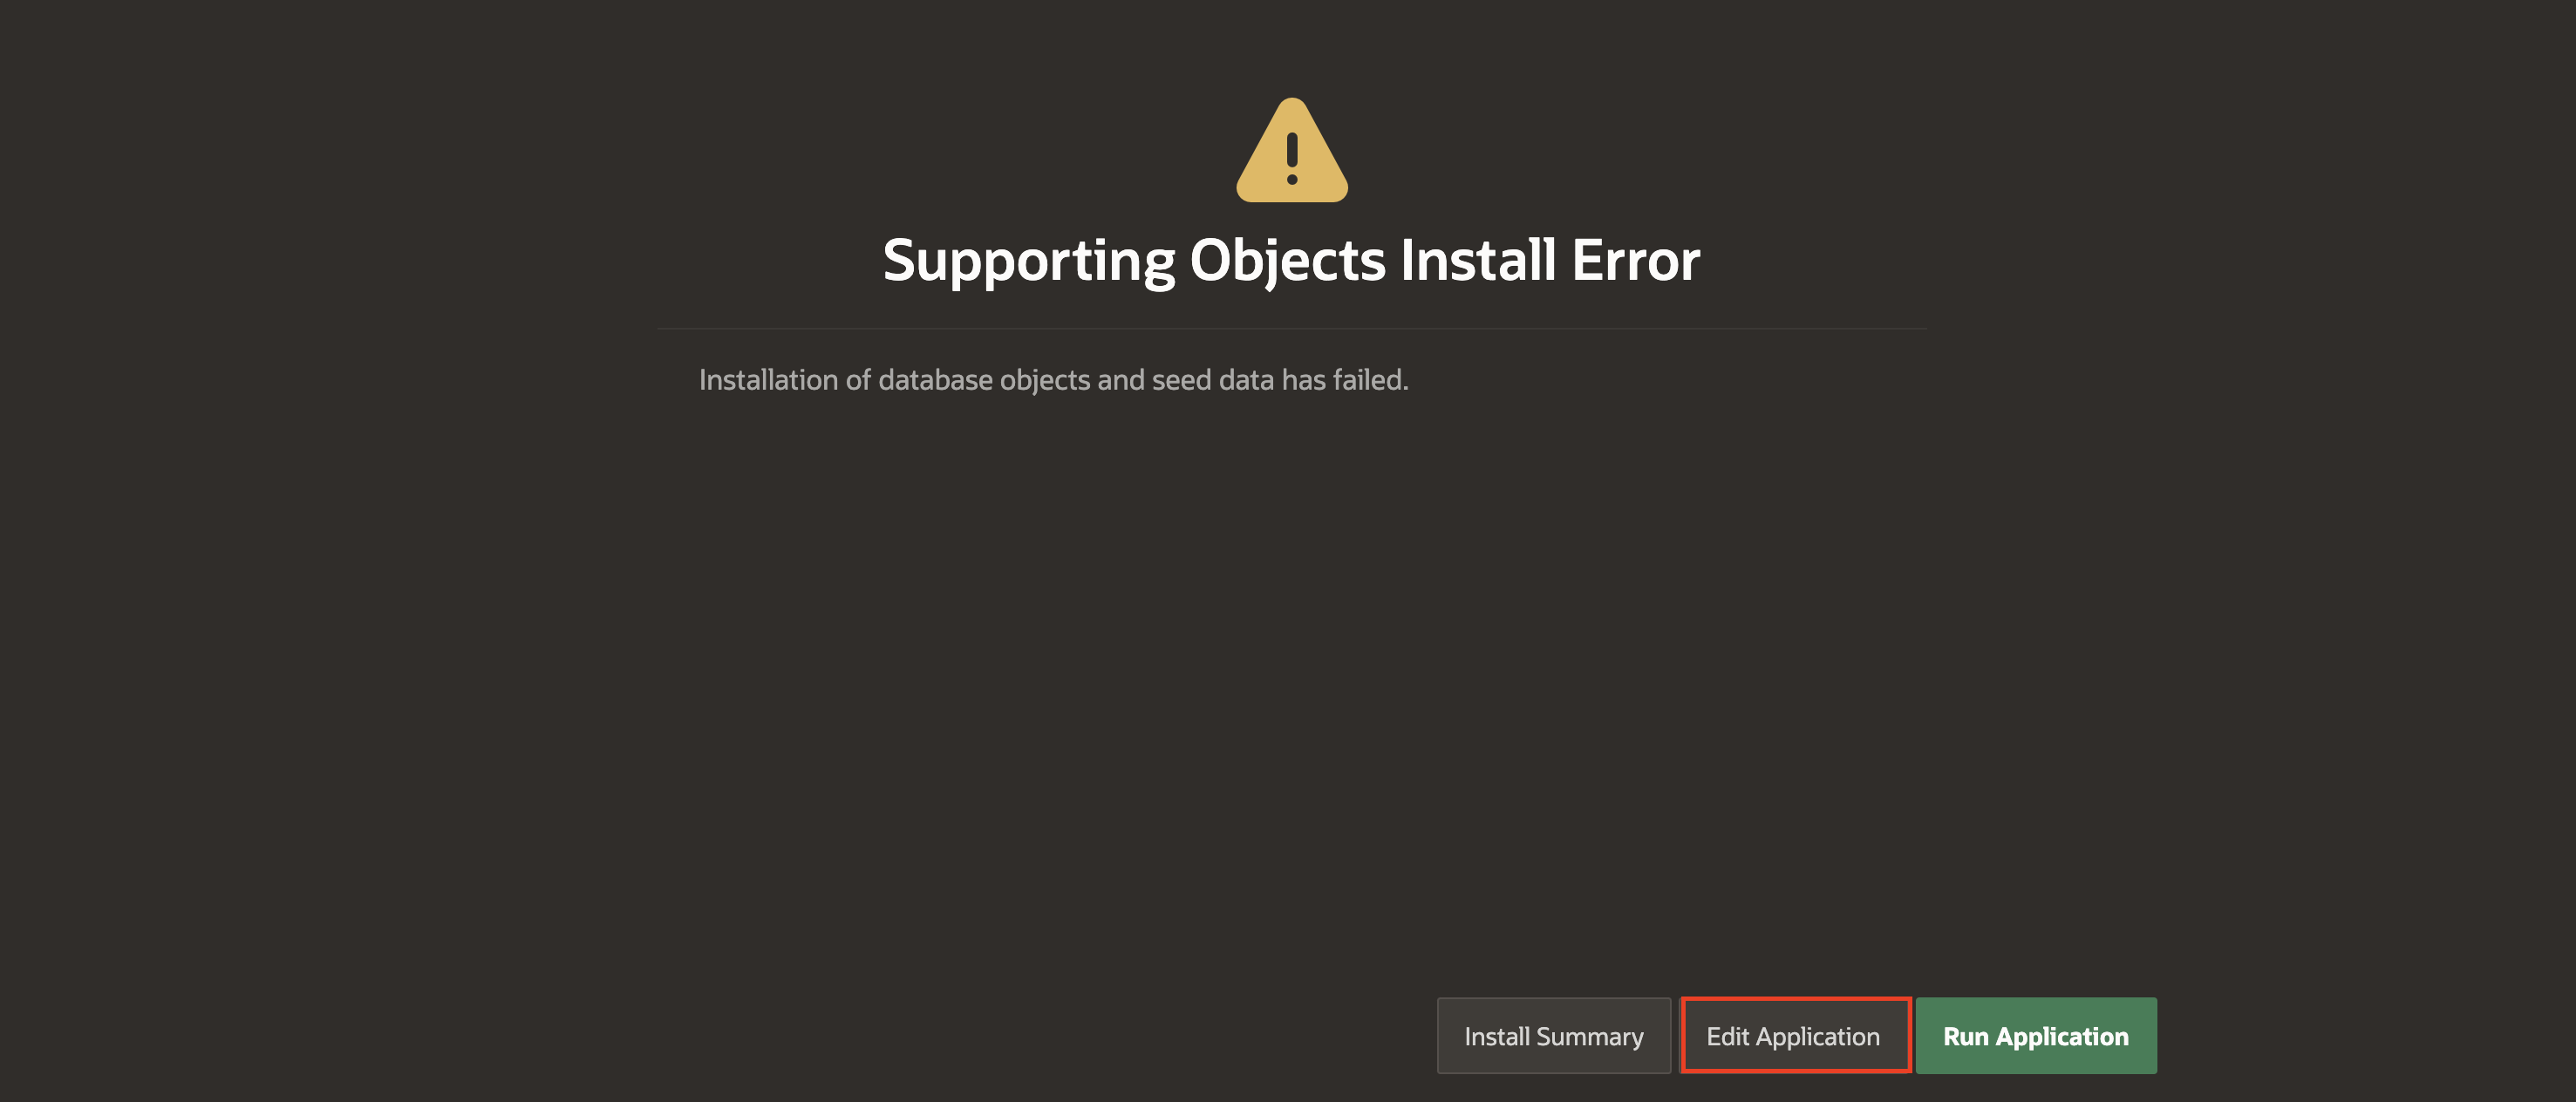 Supporting Objects Install Error
Installation of database objects and seed data has failed.
Install Summary
Edit Application
Run Application